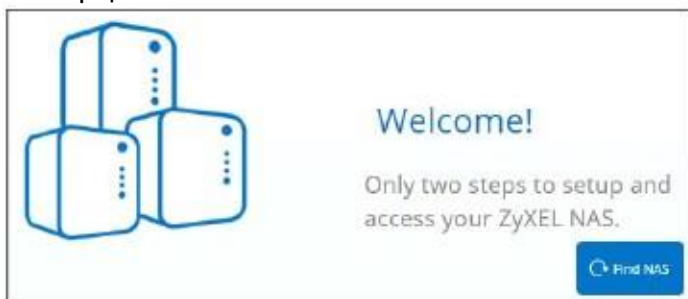 Welcome!
Only two steps to setup and
access your ZyXEL NAS.
Find NAS